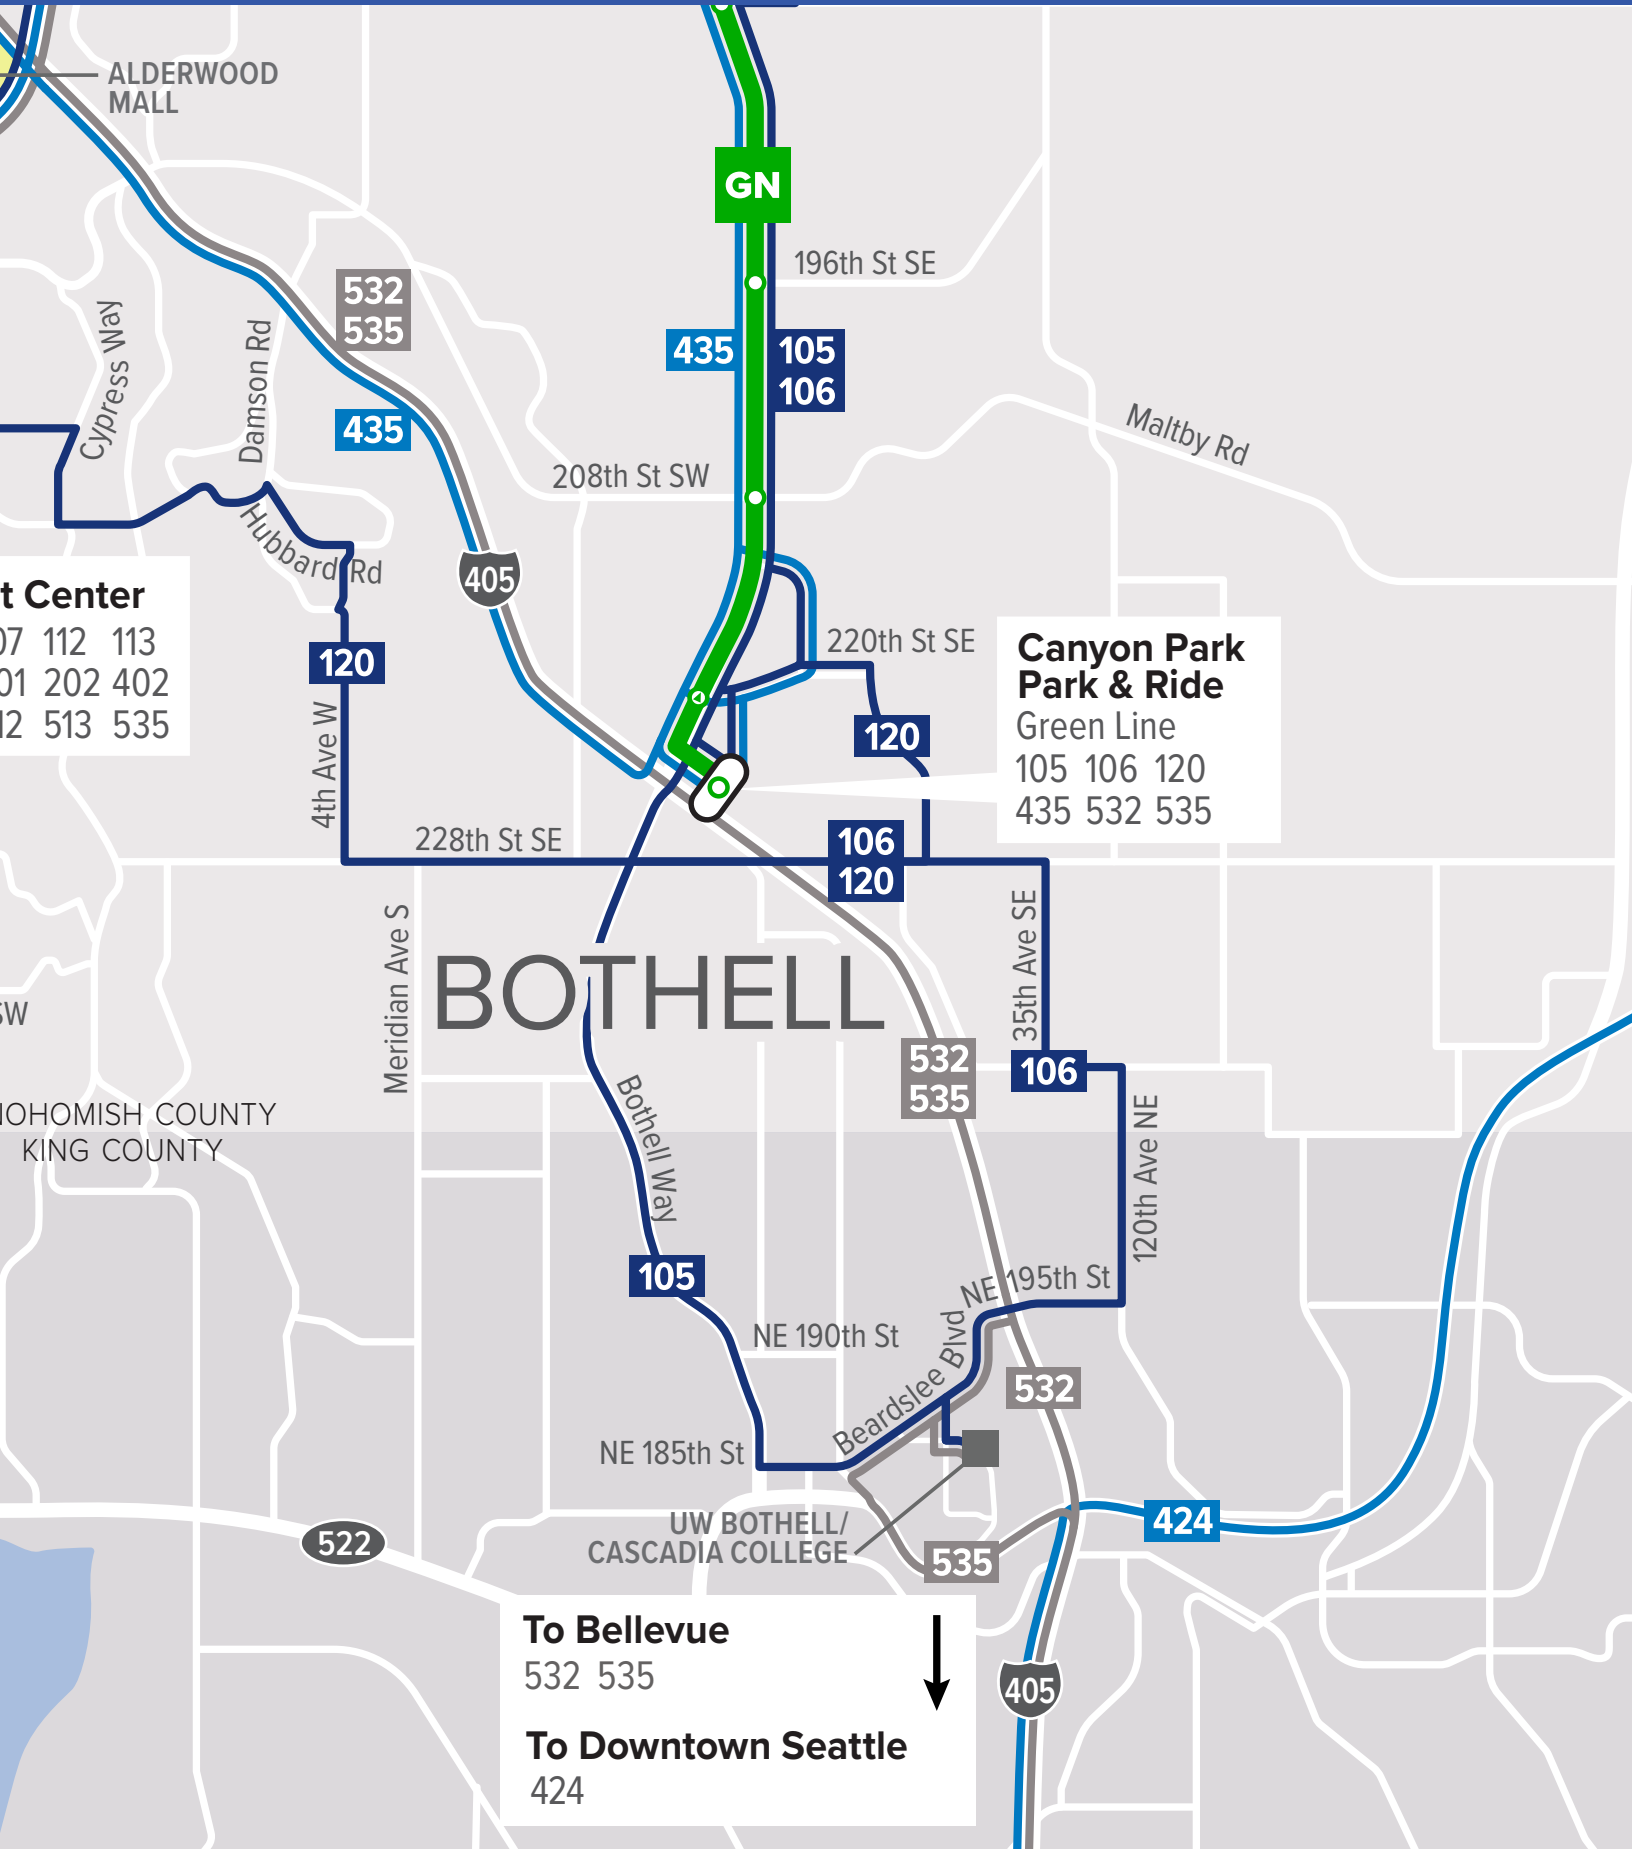 ALDERWOOD
MALL
GN
196th St SE
532
535
435
105
106
435
Cypress Way
Damson Rd
Maltby Rd
208th St SW
Hubbard Rd
405
t Center
07 112 113
01 202 402
12 513 535
120
220th St SE
Canyon Park
Park & Ride
Green Line
105 106 120
435 532 535
120
4th Ave W
228th St SE
106
120
Meridian Ave S
BOTHELL
35th Ave SE
SW
532
535
106
NOHOMISH COUNTY
KING COUNTY
Bothell Way
120th Ave NE
105
NE 195th St
NE 190th St
Beardslee Blvd
532
NE 185th St
UW BOTHELL/
CASCADIA COLLEGE
424
522
535
To Bellevue
532 535
To Downtown Seattle
424
405